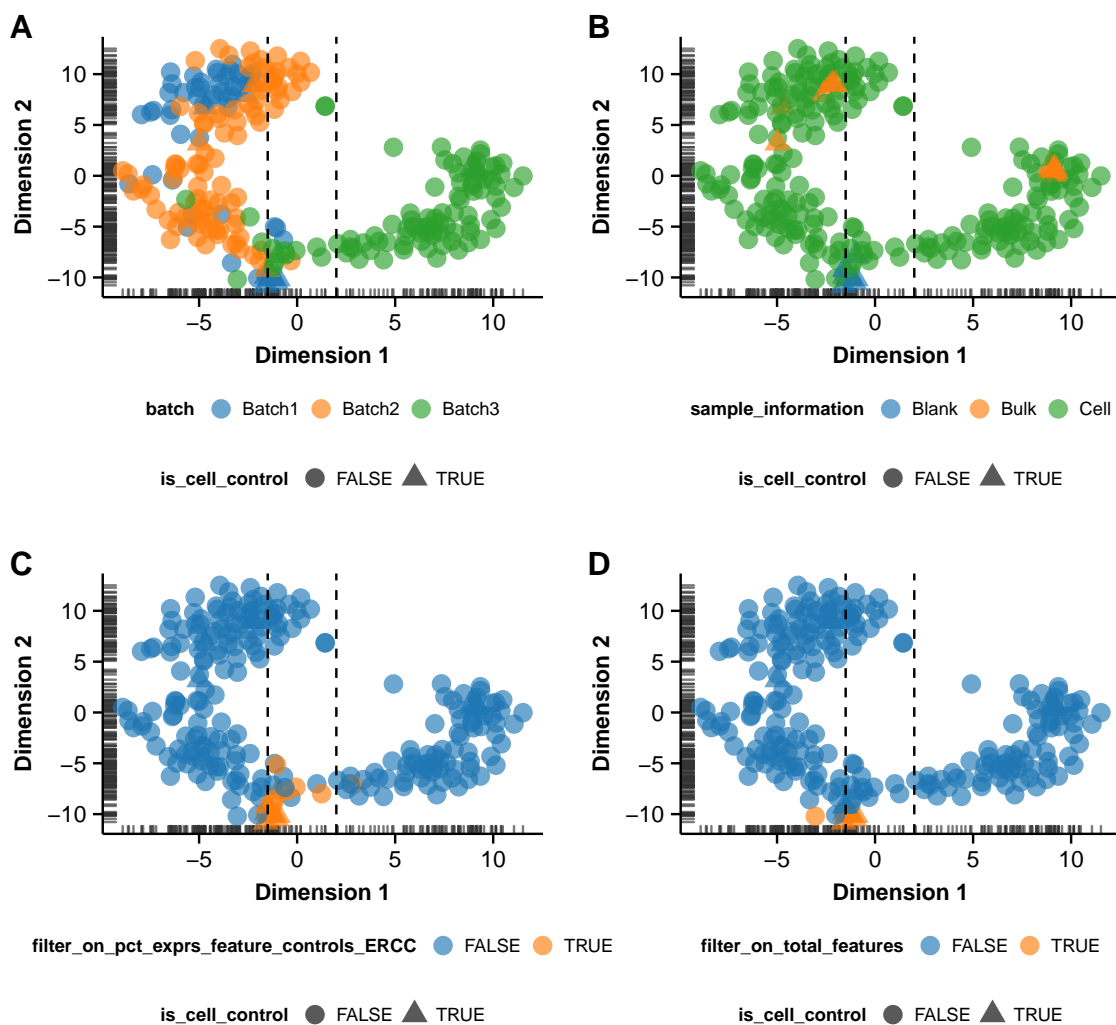 A
Dimension 2
10
5
0
−5
−10
−5 0 5 10
Dimension 1
batch Batch1 Batch2 Batch3
is_cell_control FALSE TRUE
B
Dimension 2
10
5
0
−5
−10
−5 0 5 10
Dimension 1
sample_information Blank Bulk Cell
is_cell_control FALSE TRUE
C
Dimension 2
10
5
0
−5
−10
−5 0 5 10
Dimension 1
filter_on_pct_exprs_feature_controls_ERCC FALSE TRUE
is_cell_control FALSE TRUE
D
Dimension 2
10
5
0
−5
−10
−5 0 5 10
Dimension 1
filter_on_total_features FALSE TRUE
is_cell_control FALSE TRUE